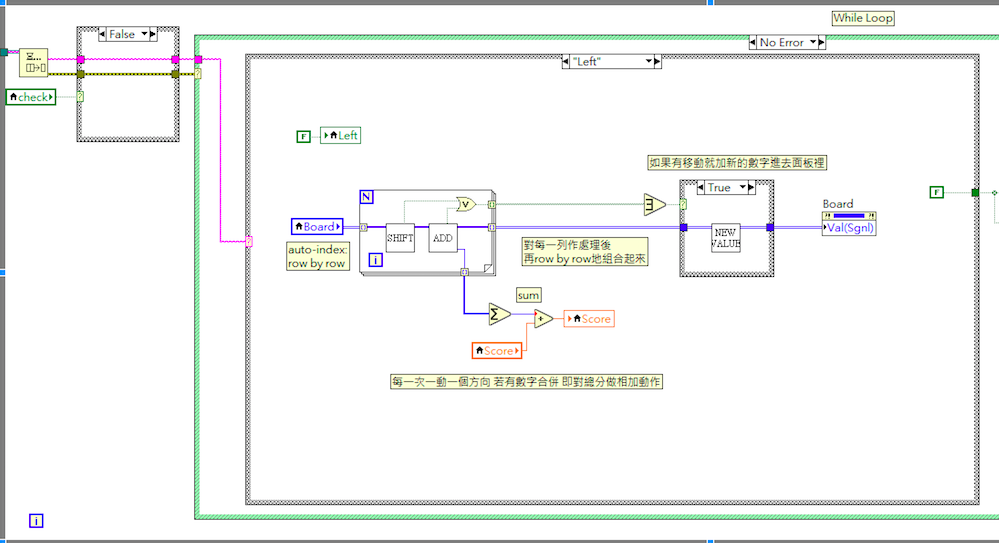 While Loop
False
No Error
"Left"
check
F
Left
如果有移動就加新的數字進去面板裡
True
F
N
Board
SHIFT
ADD
V
i
auto-index:
row by row
對每一列作處理後
再row by row地組合起來
NEW
VALUE
Board
Val(Sgnl)
sum
Σ
+
Score
Score
每一次一動一個方向 若有數字合併 即對總分做相加動作
i